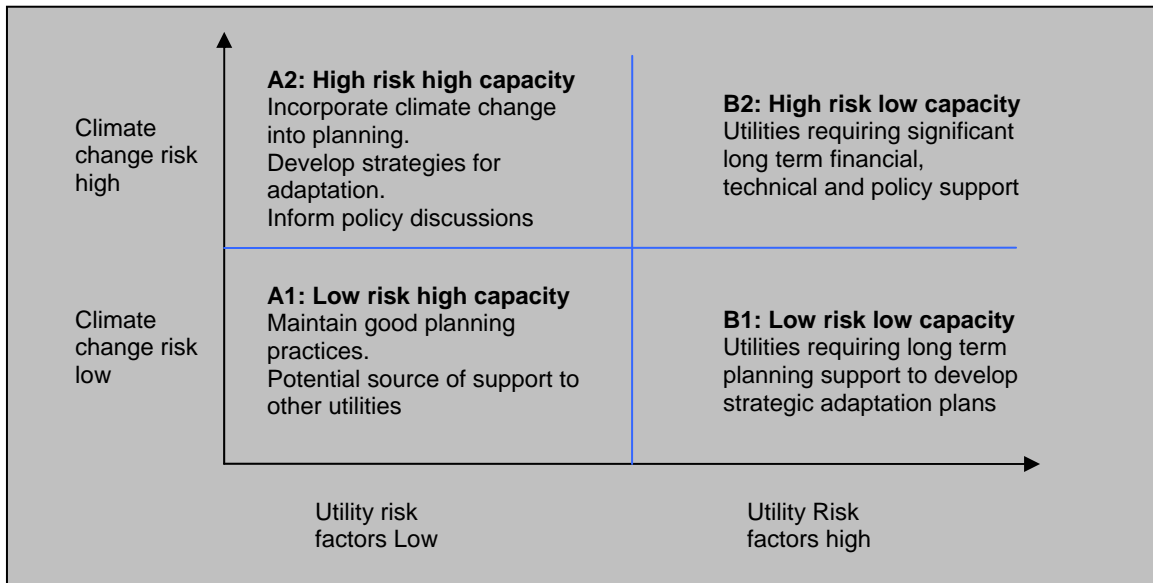 Climate
change risk
high
A2: High risk high capacity
Incorporate climate change
into planning.
Develop strategies for
adaptation.
Inform policy discussions
B2: High risk low capacity
Utilities requiring significant
long term financial,
technical and policy support
Climate
change risk
low
A1: Low risk high capacity
Maintain good planning
practices.
Potential source of support to
other utilities
B1: Low risk low capacity
Utilities requiring long term
planning support to develop
strategic adaptation plans
Utility risk
factors Low
Utility Risk
factors high